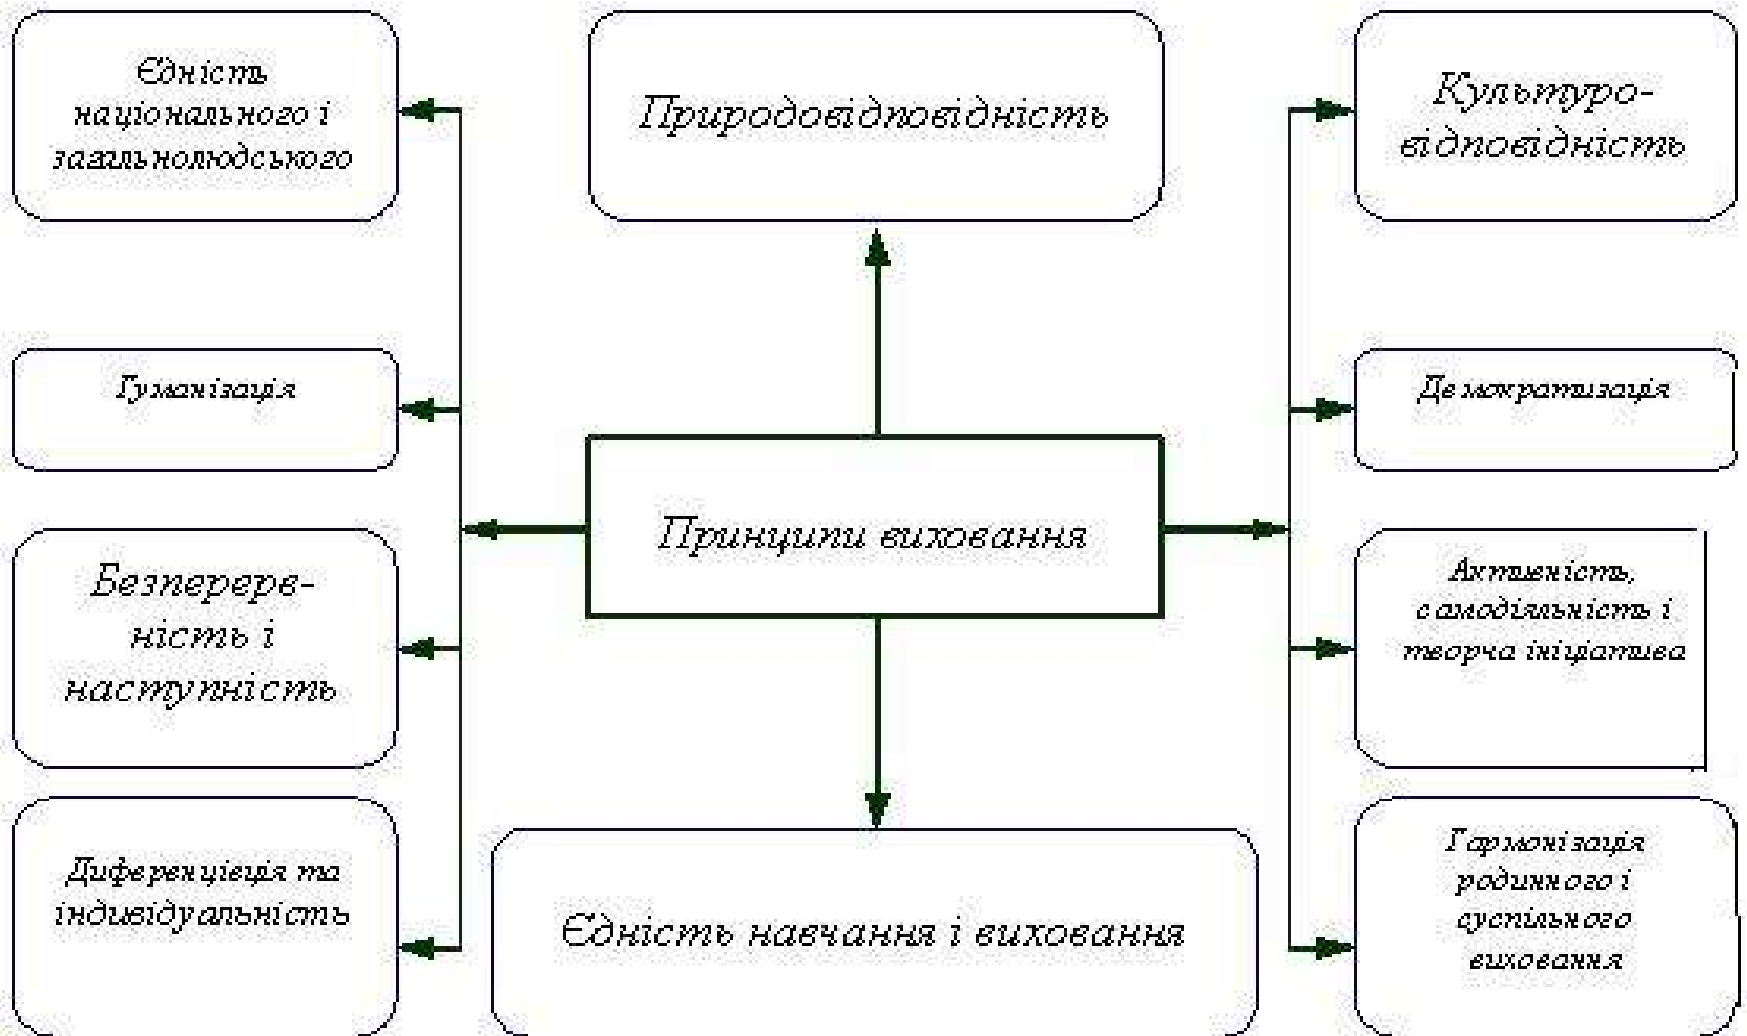 Єдність
національного і
загальнолюдського
Природовідповідність
Культуро-
відповідність
Гуманізація
Демократизація
Принципи виховання
Безперерв-
ність і
наступність
Активність,
самодіяльність і
творча ініціатива
Диференціація та
індивідуальність
Єдність навчання і виховання
Гармонізація
родинного і
суспільного
виховання